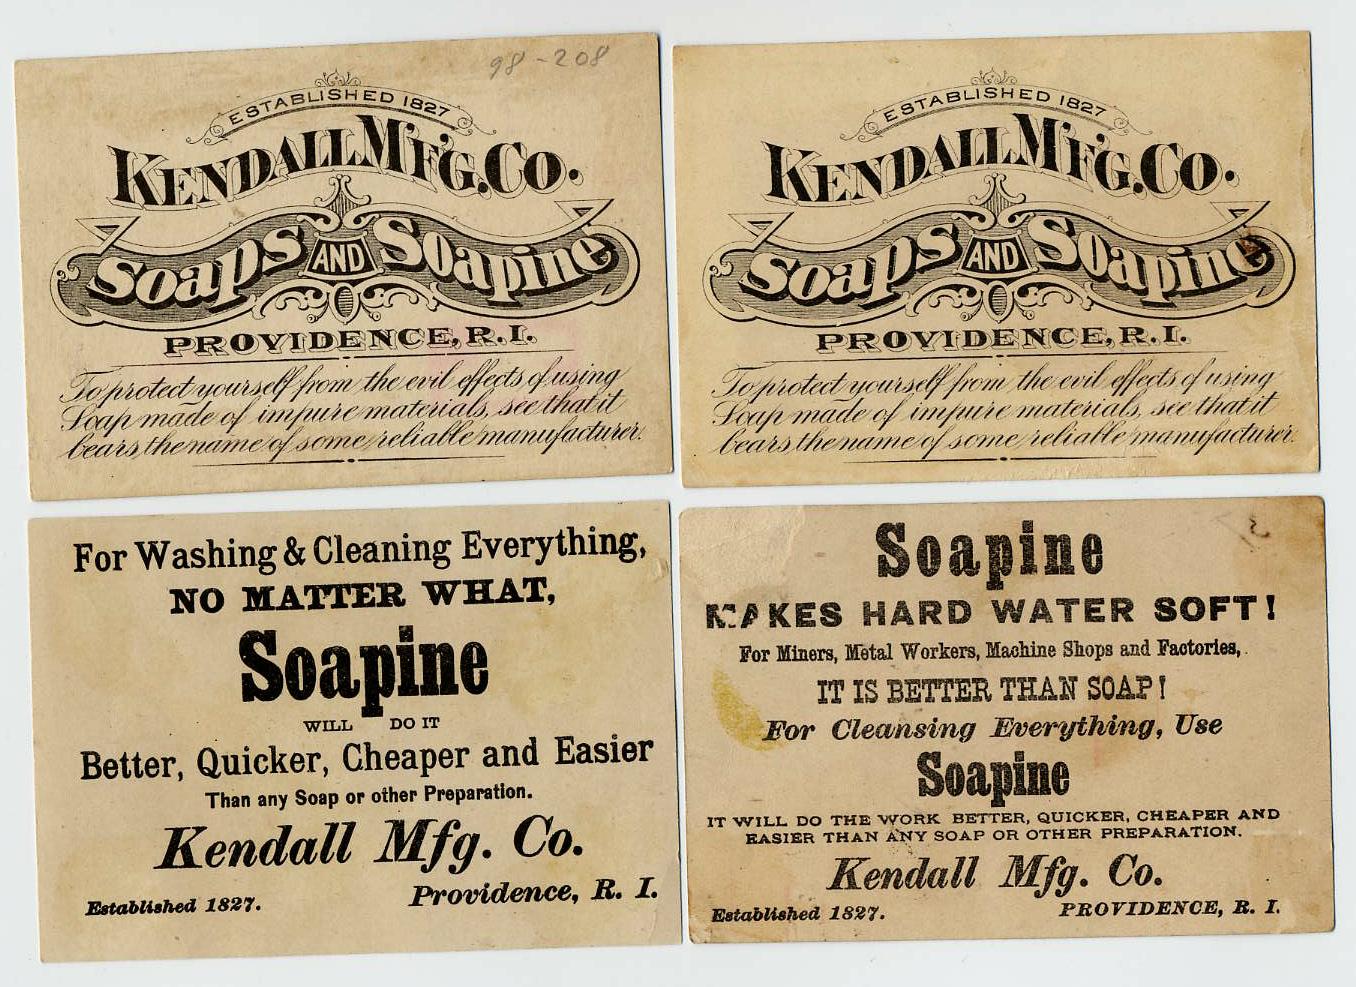 98-208
ESTABLISHED 1827
KENDALL M'F'G. CO.
Soaps AND Soapine
PROVIDENCE, R. I.
To protect yourself from the evil effects of using
Soap made of impure materials, see that it
bears the name of some reliable manufacturer.
ESTABLISHED 1827
KENDALL M'F'G. CO.
Soaps AND Soapine
PROVIDENCE, R. I.
To protect yourself from the evil effects of using
Soap made of impure materials, see that it
bears the name of some reliable manufacturer.
For Washing & Cleaning Everything,
NO MATTER WHAT,
Soapine
WILL DO IT
Better, Quicker, Cheaper and Easier
Than any Soap or other Preparation.
Kendall Mfg. Co.
Established 1827. Providence, R. I.
Soapine
MAKES HARD WATER SOFT!
For Miners, Metal Workers, Machine Shops and Factories,
IT IS BETTER THAN SOAP!
For Cleansing Everything, Use
Soapine
IT WILL DO THE WORK BETTER, QUICKER, CHEAPER AND
EASIER THAN ANY SOAP OR OTHER PREPARATION.
Kendall Mfg. Co.
Established 1827. PROVIDENCE, R. I.